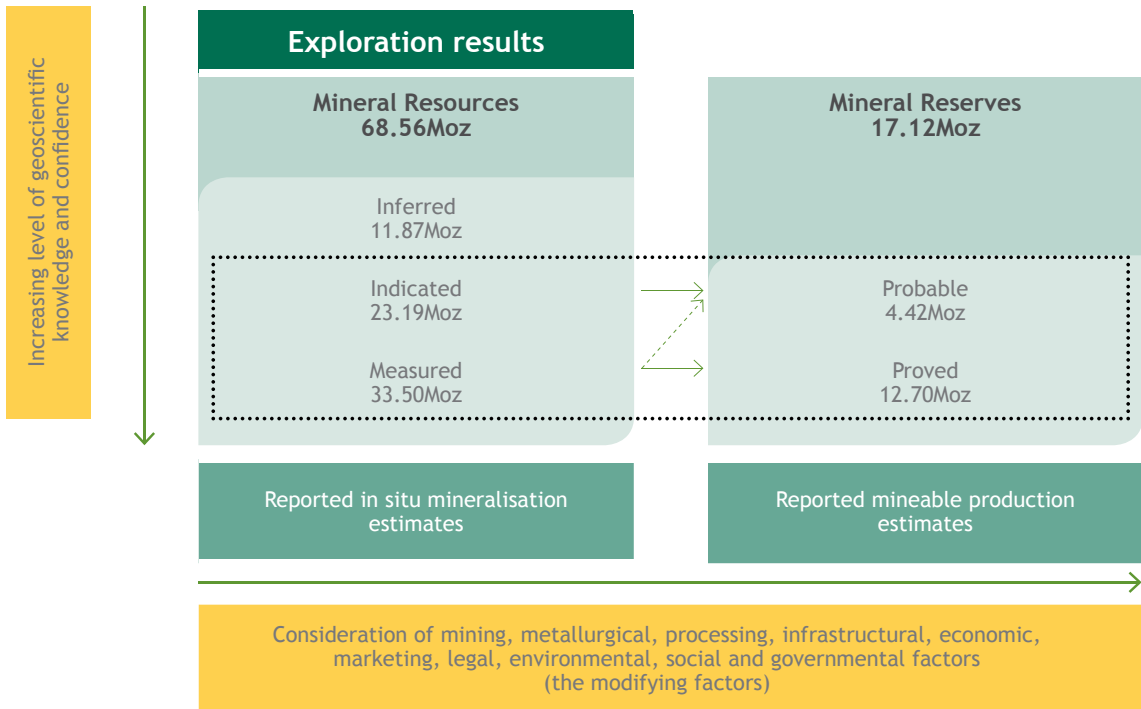 Increasing level of geoscientific
knowledge and confidence
Exploration results
Mineral Resources
68.56Moz
Inferred
11.87Moz
Indicated
23.19Moz
Measured
33.50Moz
Mineral Reserves
17.12Moz
Probable
4.42Moz
Proved
12.70Moz
Reported in situ mineralisation
estimates
Reported mineable production
estimates
Consideration of mining, metallurgical, processing, infrastructural, economic,
marketing, legal, environmental, social and governmental factors
(the modifying factors)